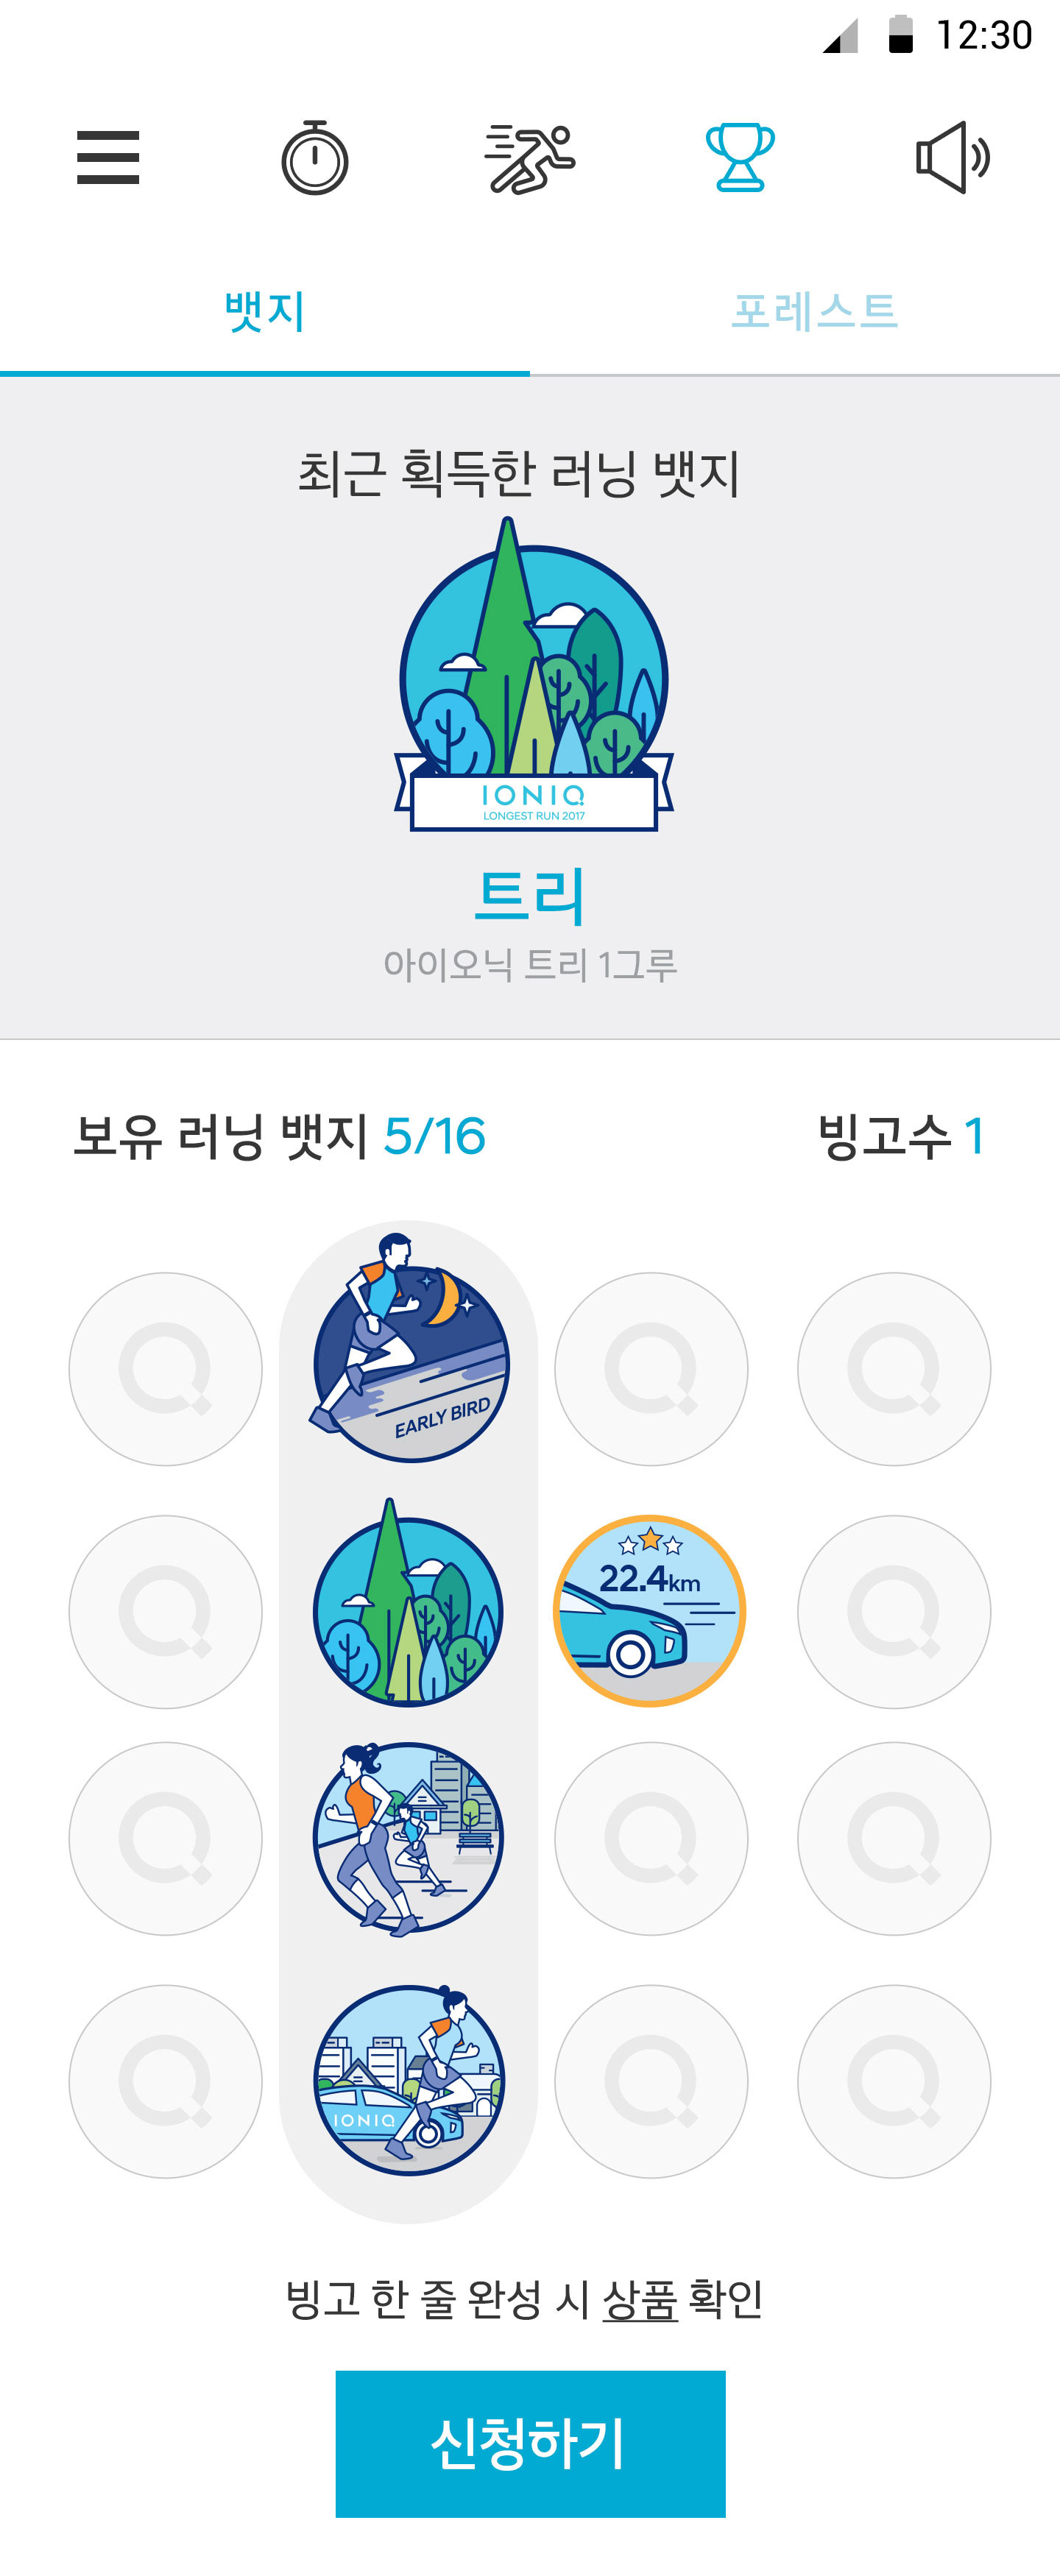 12:30
뱃지
포레스트
최근 획득한 러닝 뱃지
IONIQ
LONGEST RUN 2017
트리
아이오닉 트리 1그루
보유 러닝 뱃지 5/16
빙고수 1
EARLY BIRD
22.4km
IONIQ
빙고 한 줄 완성 시 상품 확인
신청하기